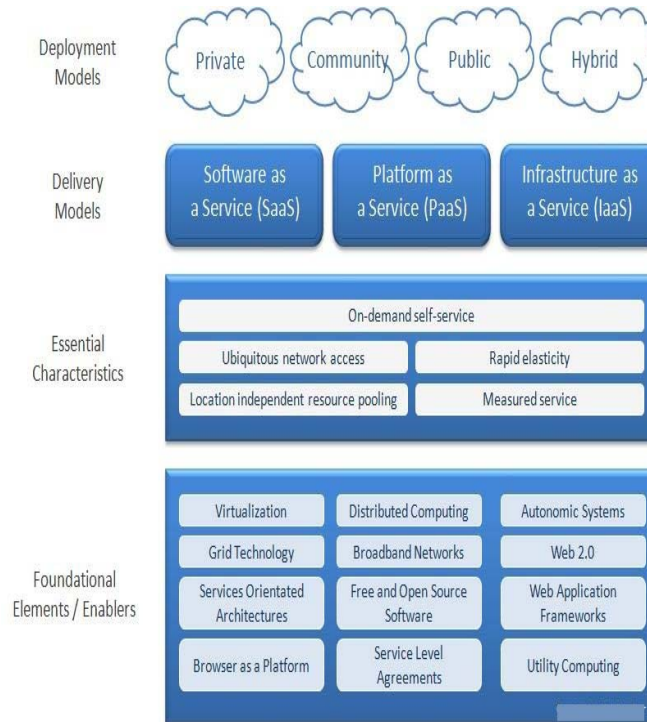 Deployment
Models
Private
Community
Public
Hybrid
Delivery
Models
Software as
a Service (SaaS)
Platform as
a Service (PaaS)
Infrastructure as
a Service (IaaS)
Essential
Characteristics
On-demand self-service
Ubiquitous network access
Rapid elasticity
Location independent resource pooling
Measured service
Foundational
Elements / Enablers
Virtualization
Distributed Computing
Autonomic Systems
Grid Technology
Broadband Networks
Web 2.0
Services Orientated
Architectures
Free and Open Source
Software
Web Application
Frameworks
Browser as a Platform
Service Level
Agreements
Utility Computing